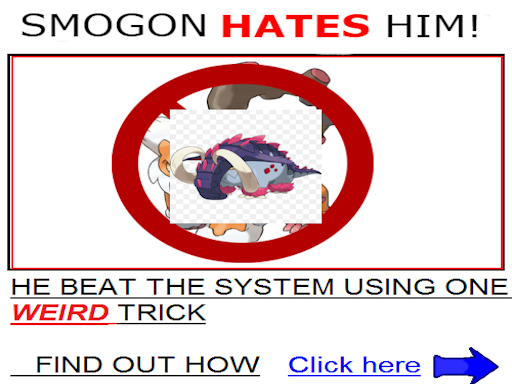 SMOGON HATES HIM!
HE BEAT THE SYSTEM USING ONE
WEIRD TRICK
FIND OUT HOW Click here